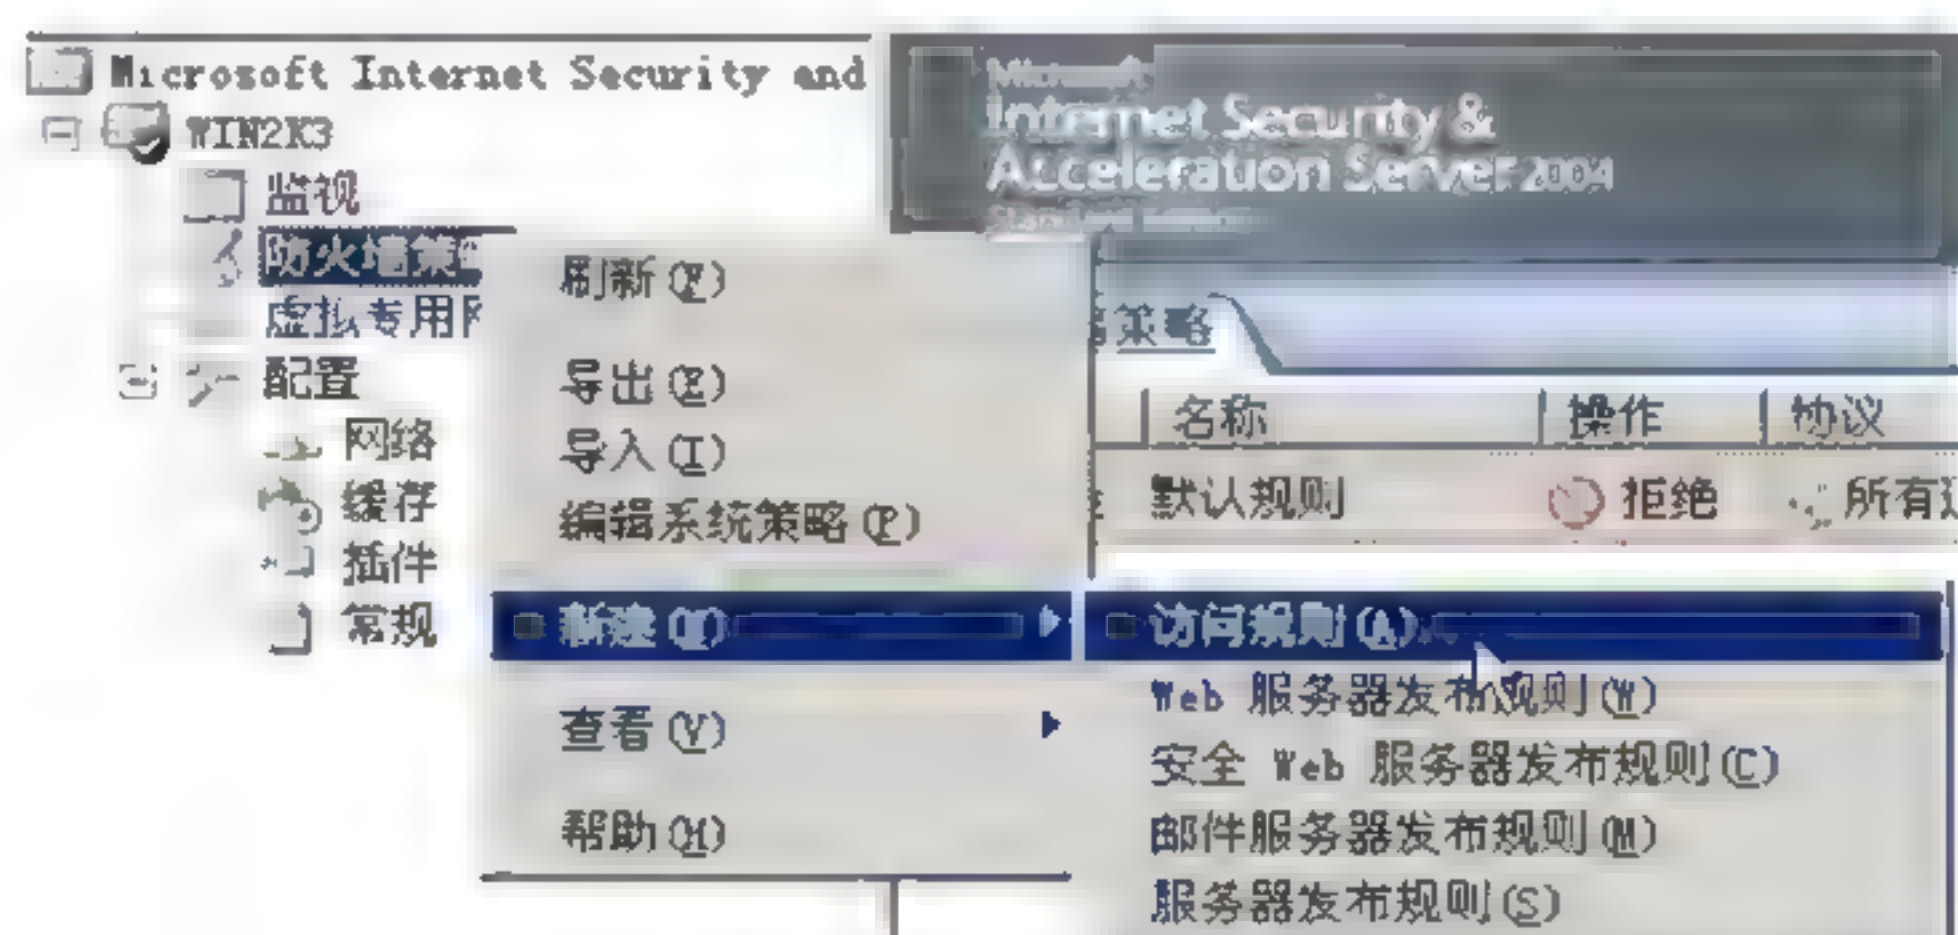 Microsoft Internet Security and
WIN2K3
监视
防火墙策
虚拟专用
配置
网络
缓存
插件
常规
Microsoft
Internet Security &
Acceleration Server 2004
策略
名称 操作 协议
默认规则 拒绝 所有
刷新(F)
导出(E)
导入(I)
编辑系统策略(P)
新建(N)
查看(V)
帮助(H)
访问规则(A)...
Web 服务器发布规则(W)
安全 Web 服务器发布规则(C)
邮件服务器发布规则(M)
服务器发布规则(S)